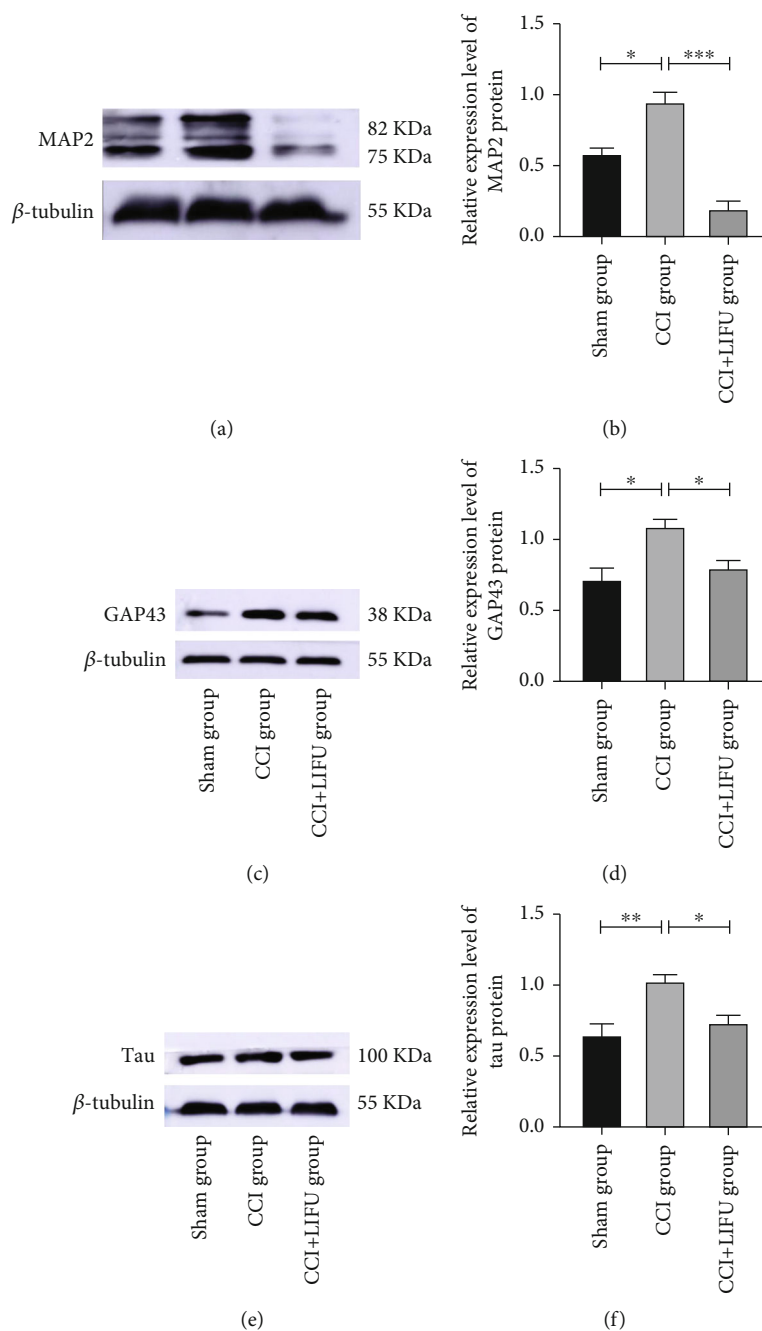 MAP2
82 KDa
75 KDa
β-tubulin
55 KDa
(a)
Relative expression level of
MAP2 protein
1.5
1.0
0.5
0.0
*
***
Sham group
CCI group
CCI+LIFU group
(b)
GAP43
38 KDa
β-tubulin
55 KDa
Sham group
CCI group
CCI+LIFU group
(c)
Relative expression level of
GAP43 protein
1.5
1.0
0.5
0.0
*
*
Sham group
CCI group
CCI+LIFU group
(d)
Tau
100 KDa
β-tubulin
55 KDa
Sham group
CCI group
CCI+LIFU group
(e)
Relative expression level of
tau protein
1.5
1.0
0.5
0.0
**
*
Sham group
CCI group
CCI+LIFU group
(f)